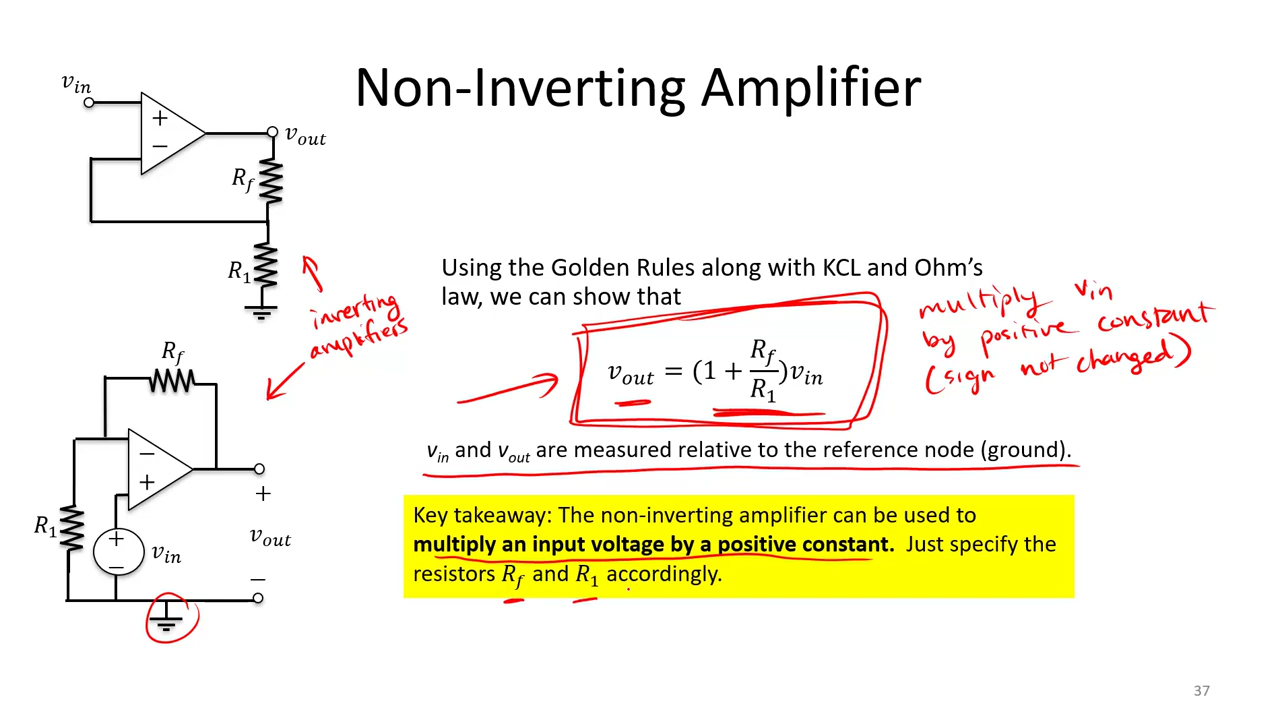 Non-Inverting Amplifier
v_in
+
−
v_out
R_f
R_1
inverting
amplifiers
R_f
−
+
R_1
+
−
v_in
+
v_out
−
Using the Golden Rules along with KCL and Ohm's
law, we can show that
v_out = (1 + R_f/R_1)v_in
multiply v_in
by positive constant
(sign not changed)
v_in and v_out are measured relative to the reference node (ground).
Key takeaway: The non-inverting amplifier can be used to
multiply an input voltage by a positive constant. Just specify the
resistors R_f and R_1 accordingly.
37